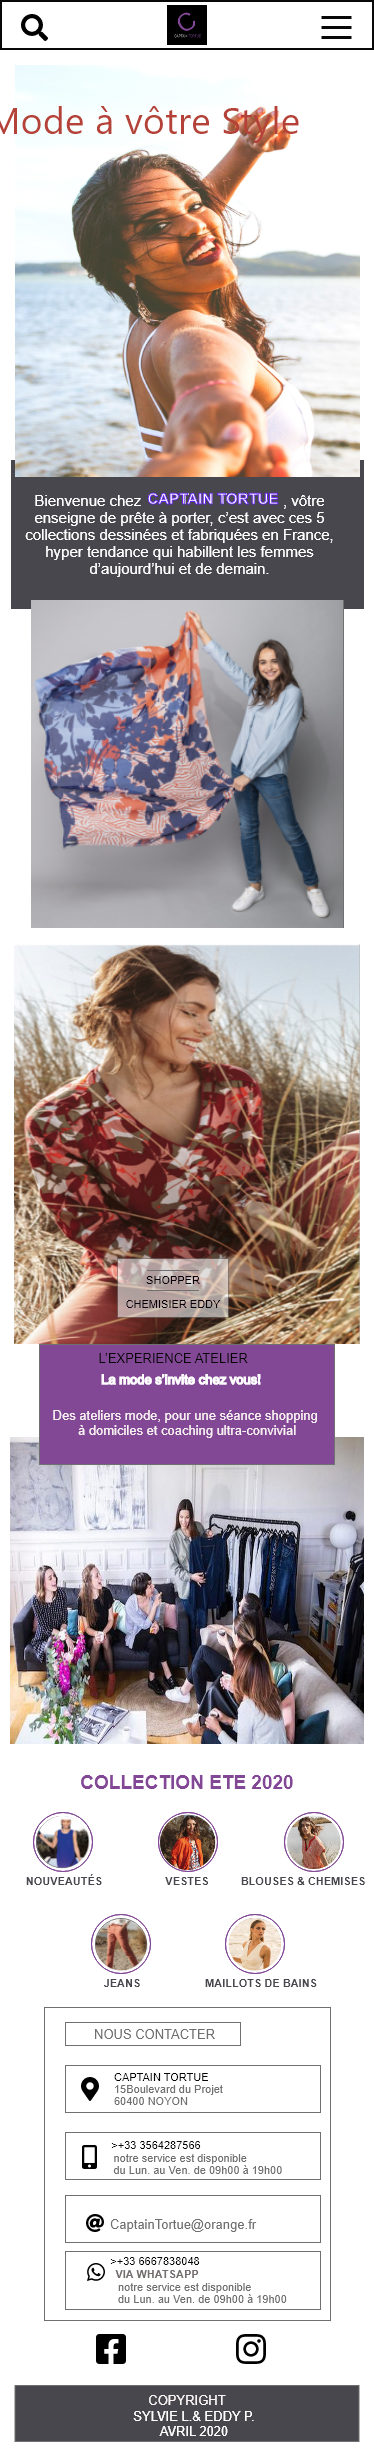 CAPTAIN TORTUE
Mode à vôtre Style
Bienvenue chez CAPTAIN TORTUE , vôtre
enseigne de prête à porter, c'est avec ces 5
collections dessinées et fabriquées en France,
hyper tendance qui habillent les femmes
d'aujourd'hui et de demain.
SHOPPER
CHEMISIER EDDY
L'EXPERIENCE ATELIER
La mode s'invite chez vous!
Des ateliers mode, pour une séance shopping
à domiciles et coaching ultra-convivial
COLLECTION ETE 2020
NOUVEAUTÉS
VESTES
BLOUSES & CHEMISES
JEANS
MAILLOTS DE BAINS
NOUS CONTACTER
CAPTAIN TORTUE
15Boulevard du Projet
60400 NOYON
>+33 3564287566
notre service est disponible
du Lun. au Ven. de 09h00 à 19h00
CaptainTortue@orange.fr
>+33 6667838048
VIA WHATSAPP
notre service est disponible
du Lun. au Ven. de 09h00 à 19h00
COPYRIGHT
SYLVIE L.& EDDY P.
AVRIL 2020